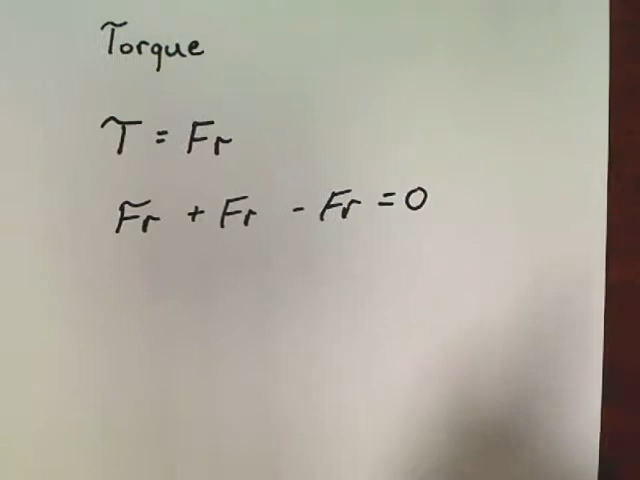 Torque
τ = Fr
Fr + Fr - Fr = 0